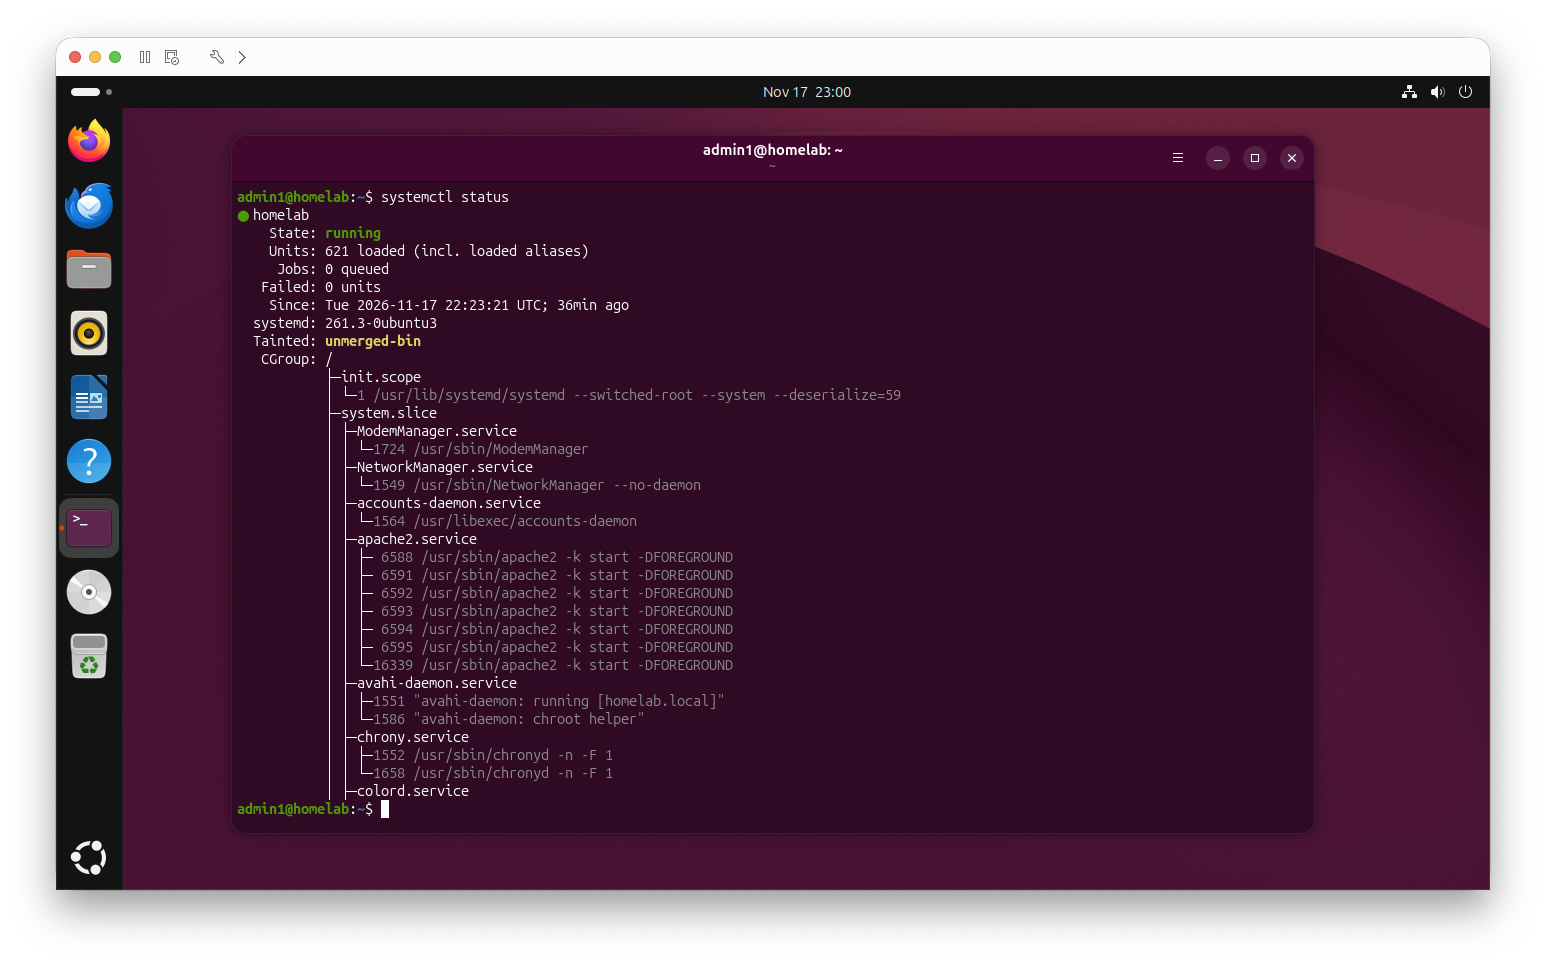 Nov 17 23:00
admin1@homelab: ~
~
admin1@homelab:~$ systemctl status
● homelab
State: running
Units: 621 loaded (incl. loaded aliases)
Jobs: 0 queued
Failed: 0 units
Since: Tue 2026-11-17 22:23:21 UTC; 36min ago
systemd: 261.3-0ubuntu3
Tainted: unmerged-bin
CGroup: /
├─init.scope
│ └─1 /usr/lib/systemd/systemd --switched-root --system --deserialize=59
├─system.slice
│ ├─ModemManager.service
│ │ └─1724 /usr/sbin/ModemManager
│ ├─NetworkManager.service
│ │ └─1549 /usr/sbin/NetworkManager --no-daemon
│ ├─accounts-daemon.service
│ │ └─1564 /usr/libexec/accounts-daemon
│ ├─apache2.service
│ │ ├─ 6588 /usr/sbin/apache2 -k start -DFOREGROUND
│ │ ├─ 6591 /usr/sbin/apache2 -k start -DFOREGROUND
│ │ ├─ 6592 /usr/sbin/apache2 -k start -DFOREGROUND
│ │ ├─ 6593 /usr/sbin/apache2 -k start -DFOREGROUND
│ │ ├─ 6594 /usr/sbin/apache2 -k start -DFOREGROUND
│ │ ├─ 6595 /usr/sbin/apache2 -k start -DFOREGROUND
│ │ └─16339 /usr/sbin/apache2 -k start -DFOREGROUND
│ ├─avahi-daemon.service
│ │ ├─1551 "avahi-daemon: running [homelab.local]"
│ │ └─1586 "avahi-daemon: chroot helper"
│ ├─chrony.service
│ │ ├─1552 /usr/sbin/chronyd -n -F 1
│ │ └─1658 /usr/sbin/chronyd -n -F 1
│ ├─colord.service
admin1@homelab:~$